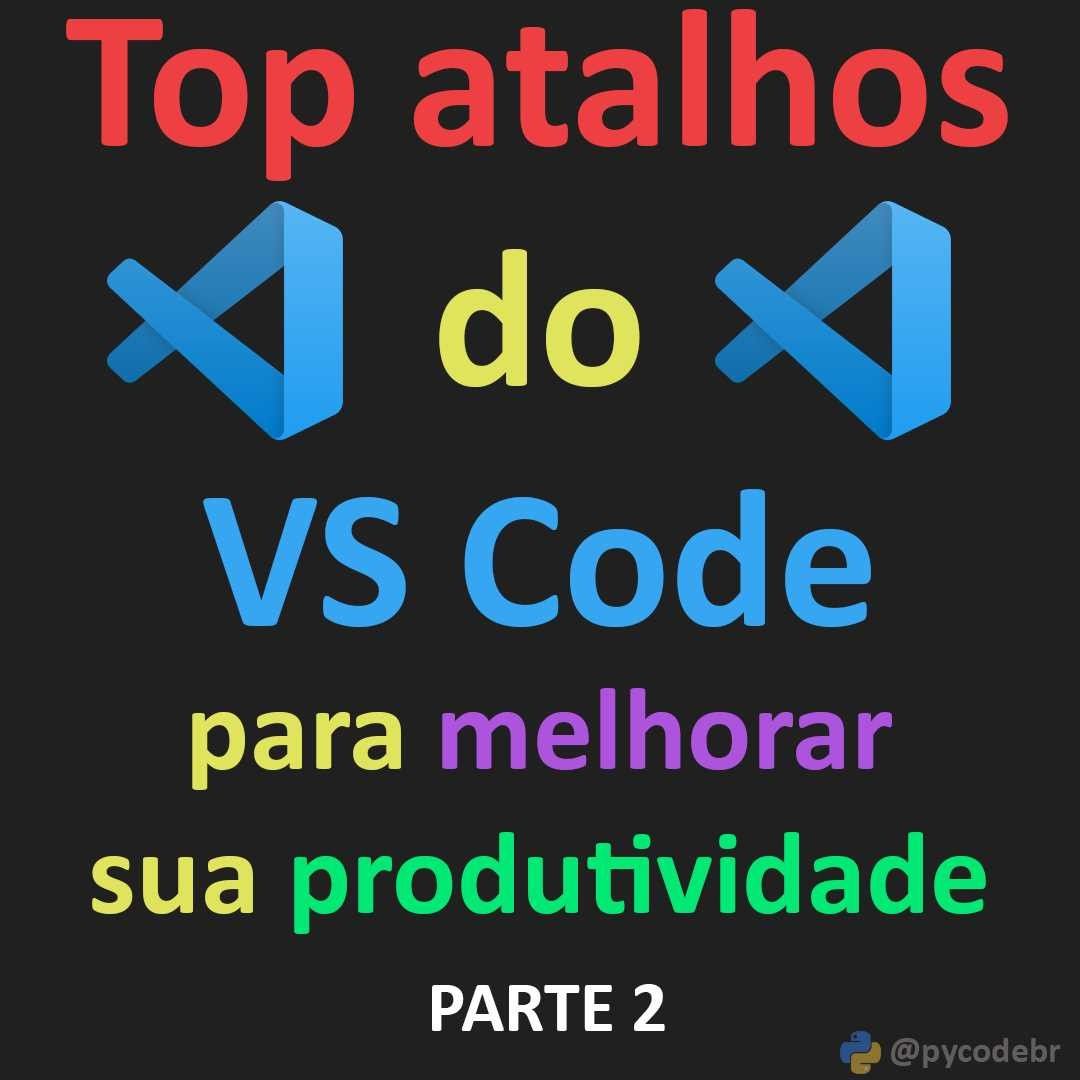 Top atalhos
do
VS Code
para melhorar
sua produtividade
PARTE 2
@pycodebr